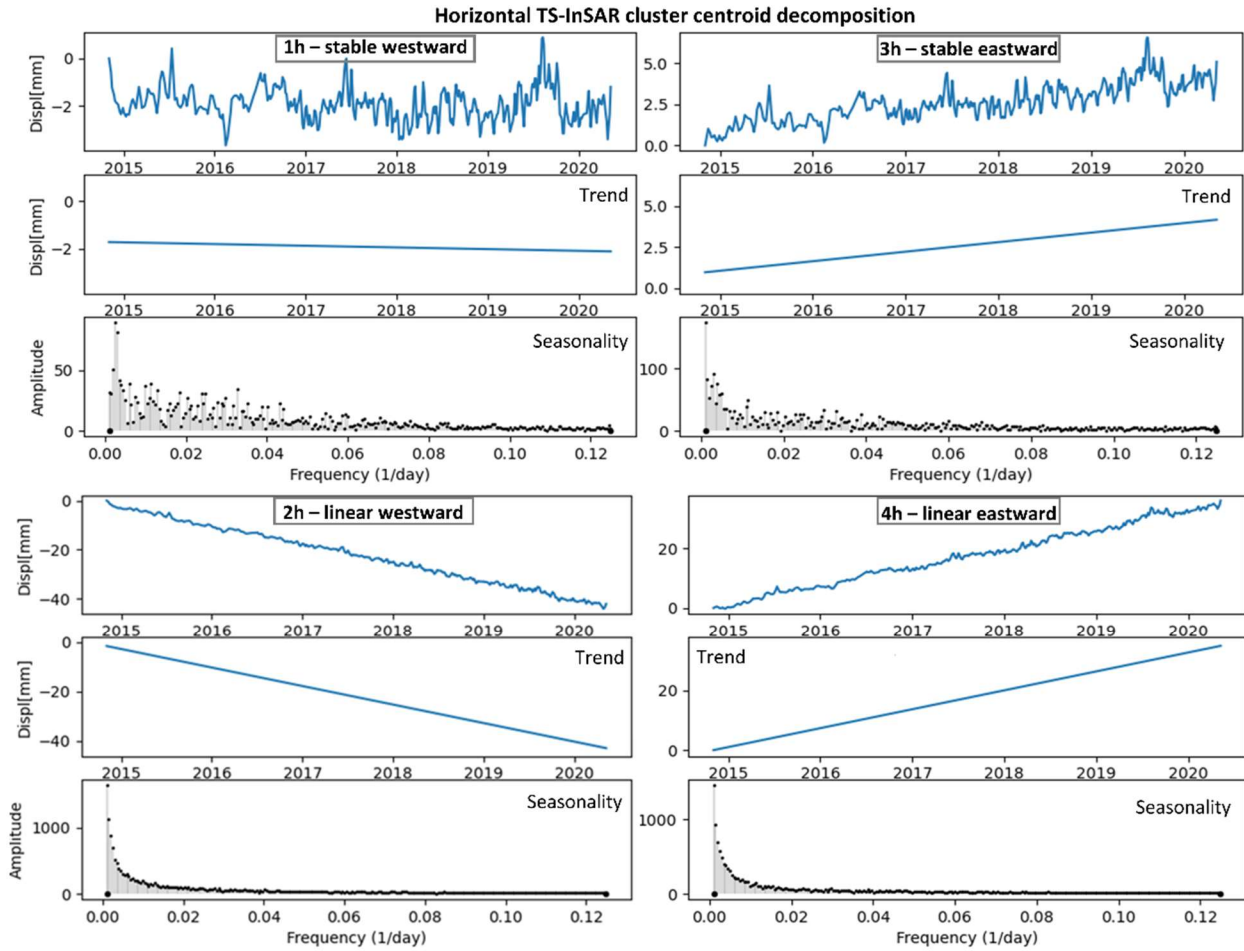 Horizontal TS-InSAR cluster centroid decomposition
1h – stable westward
Displ[mm]
0
−2
2015 2016 2017 2018 2019 2020
Trend
Displ[mm]
0
−2
2015 2016 2017 2018 2019 2020
Seasonality
Amplitude
50
0
0.00 0.02 0.04 0.06 0.08 0.10 0.12
Frequency (1/day)
3h – stable eastward
5.0
2.5
0.0
2015 2016 2017 2018 2019 2020
Trend
5.0
2.5
0.0
2015 2016 2017 2018 2019 2020
Seasonality
100
0
0.00 0.02 0.04 0.06 0.08 0.10 0.12
Frequency (1/day)
2h – linear westward
Displ[mm]
0
−20
−40
2015 2016 2017 2018 2019 2020
Trend
Displ[mm]
0
−20
−40
2015 2016 2017 2018 2019 2020
Seasonality
Amplitude
1000
0
0.00 0.02 0.04 0.06 0.08 0.10 0.12
Frequency (1/day)
4h – linear eastward
20
0
2015 2016 2017 2018 2019 2020
Trend
20
0
2015 2016 2017 2018 2019 2020
Seasonality
1000
0
0.00 0.02 0.04 0.06 0.08 0.10 0.12
Frequency (1/day)